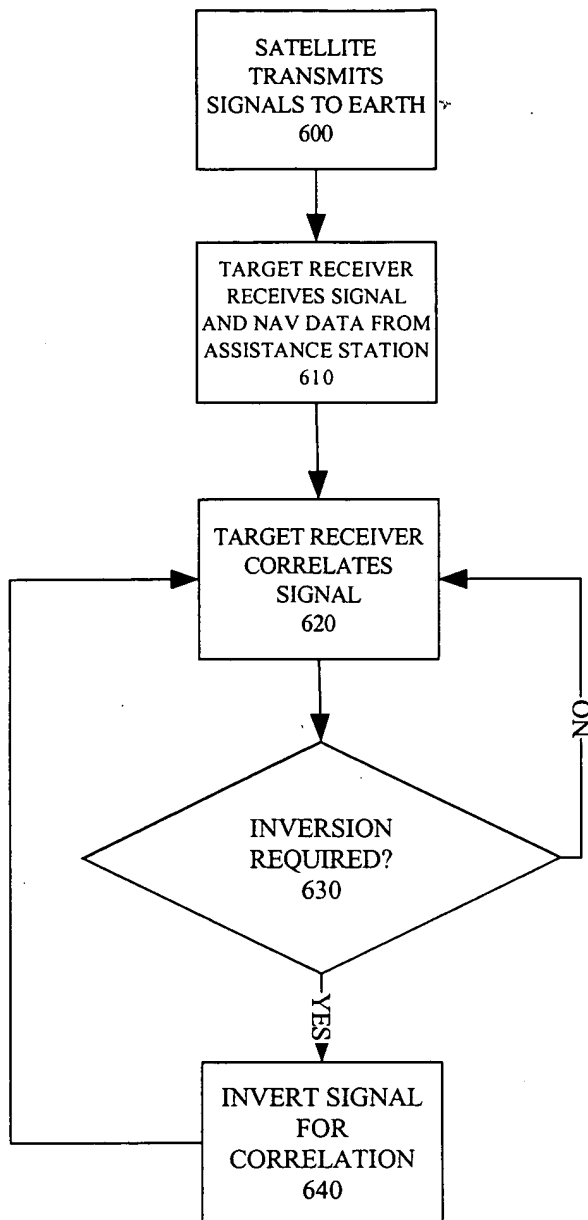 SATELLITE
TRANSMITS
SIGNALS TO EARTH
600
TARGET RECEIVER
RECEIVES SIGNAL
AND NAV DATA FROM
ASSISTANCE STATION
610
TARGET RECEIVER
CORRELATES
SIGNAL
620
NO
INVERSION
REQUIRED?
630
YES
INVERT SIGNAL
FOR
CORRELATION
640